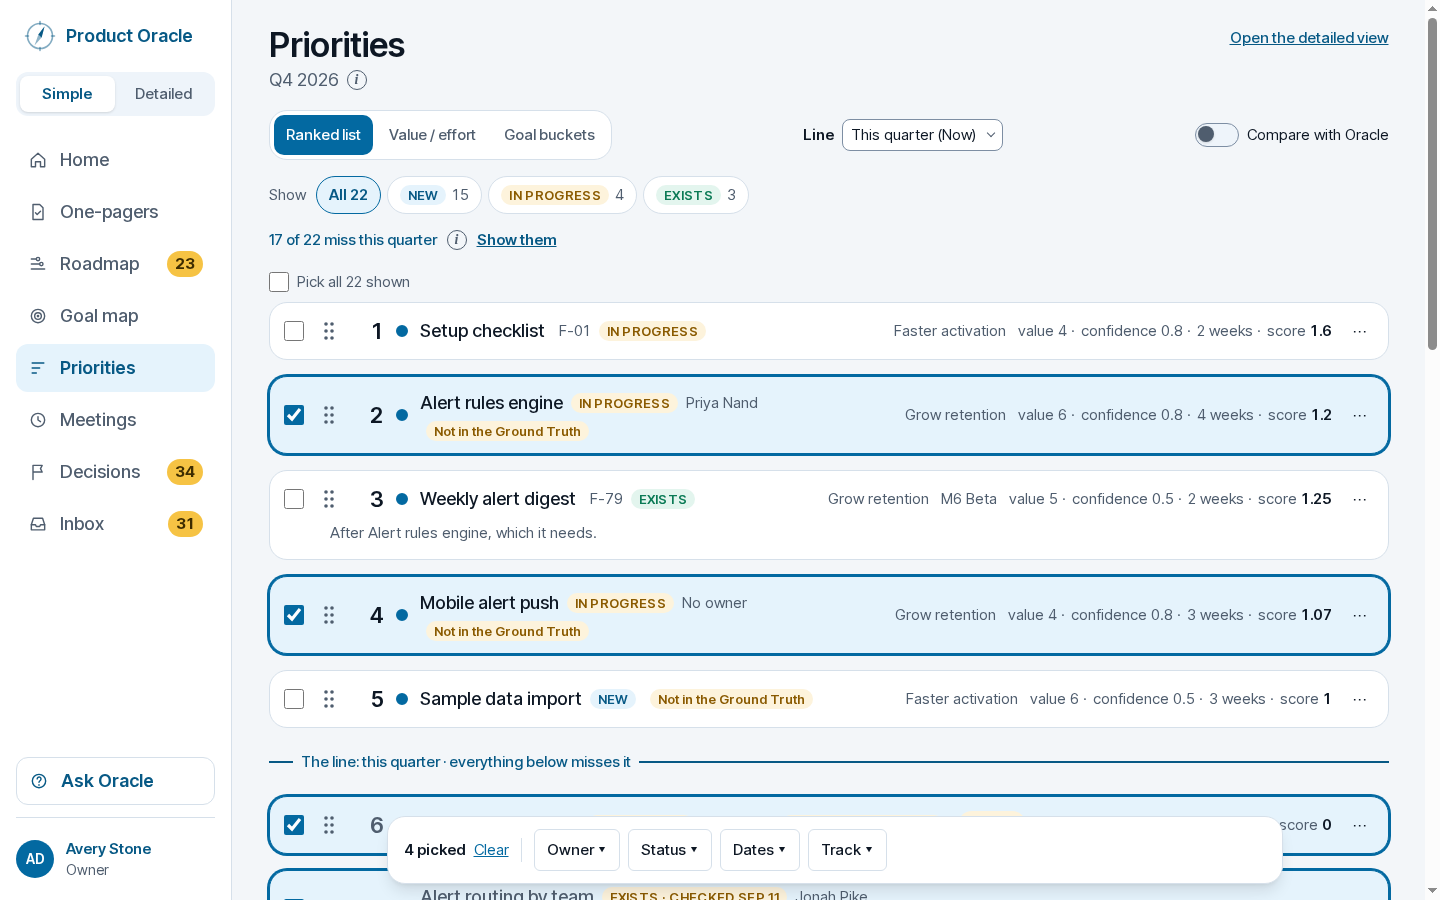 Product Oracle
Simple
Detailed
Home
One-pagers
Roadmap 23
Goal map
Priorities
Meetings
Decisions 34
Inbox 31
Ask Oracle
AD
Avery Stone
Owner
Priorities
Open the detailed view
Q4 2026 i
Ranked list
Value / effort
Goal buckets
Line This quarter (Now)
Compare with Oracle
Show All 22 NEW 15 IN PROGRESS 4 EXISTS 3
17 of 22 miss this quarter i Show them
Pick all 22 shown
1 Setup checklist F-01 IN PROGRESS Faster activation value 4 · confidence 0.8 · 2 weeks · score 1.6 ···
2 Alert rules engine IN PROGRESS Priya Nand
Not in the Ground Truth
Grow retention value 6 · confidence 0.8 · 4 weeks · score 1.2 ···
3 Weekly alert digest F-79 EXISTS Grow retention M6 Beta value 5 · confidence 0.5 · 2 weeks · score 1.25 ···
After Alert rules engine, which it needs.
4 Mobile alert push IN PROGRESS No owner
Not in the Ground Truth
Grow retention value 4 · confidence 0.8 · 3 weeks · score 1.07 ···
5 Sample data import NEW Not in the Ground Truth Faster activation value 6 · confidence 0.5 · 3 weeks · score 1 ···
The line: this quarter · everything below misses it
6 score 0 ···
4 picked Clear Owner ▾ Status ▾ Dates ▾ Track ▾
Alert routing by team EXISTS · CHECKED SEP 11 Jonah Pike